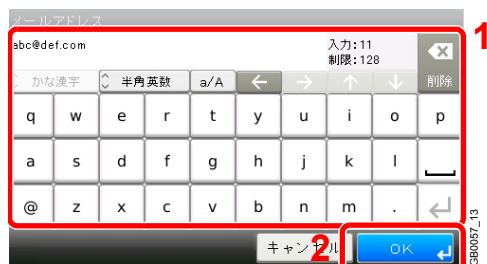 メールアドレス
1
abc@def.com
入力:11
制限:128
かな漢字 半角英数 a/A ← → ↑ ↓ 削除
q w e r t y u i o p
a s d f g h j k l
@ z x c v b n m .
2
キャンセル OK
GB0057_13